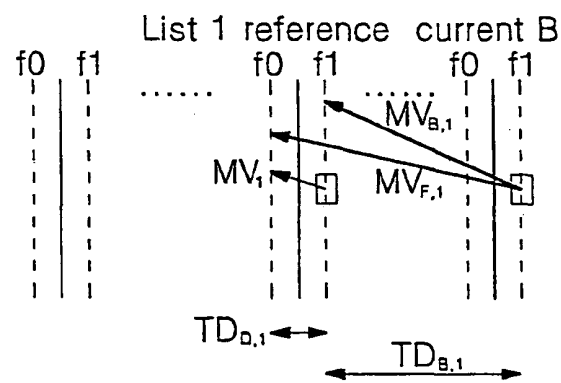 List 1 reference current B
f0 f1 f0 f1 f0 f1
........ ........
MV_B,1
MV_1 MV_F,1
TD_D,1
TD_B,1